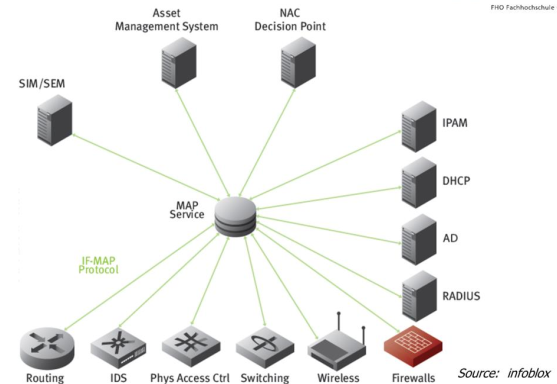 FHO Fachhochschule
Asset
Management System
NAC
Decision Point
SIM/SEM
IPAM
DHCP
MAP
Service
AD
IF-MAP
Protocol
RADIUS
Routing
IDS
Phys Access Ctrl
Switching
Wireless
Firewalls
Source: infoblox